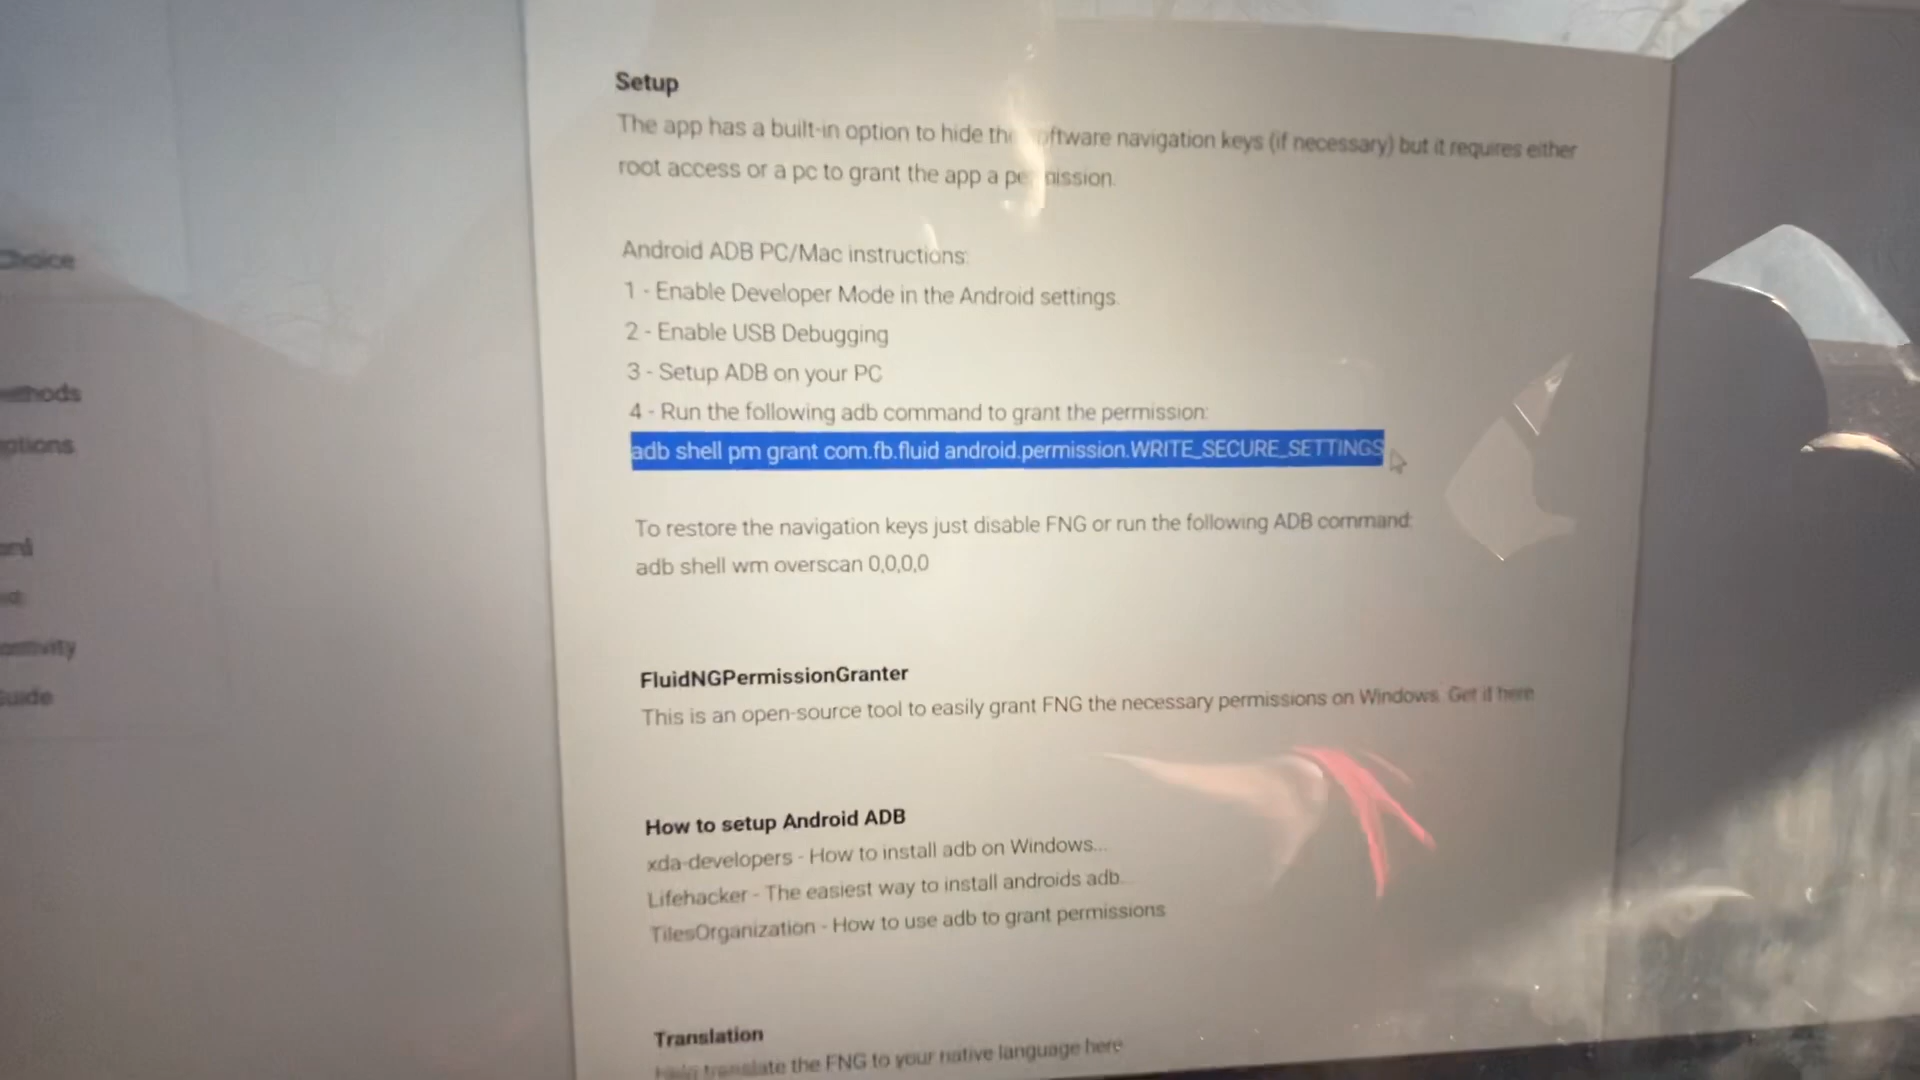 Setup
The app has a built-in option to hide the software navigation keys (if necessary) but it requires either
root access or a pc to grant the app a permission.
Android ADB PC/Mac instructions:
1 - Enable Developer Mode in the Android settings.
2 - Enable USB Debugging
3 - Setup ADB on your PC
4 - Run the following adb command to grant the permission:
adb shell pm grant com.fb.fluid android.permission.WRITE_SECURE_SETTINGS
To restore the navigation keys just disable FNG or run the following ADB command:
adb shell wm overscan 0,0,0,0
FluidNGPermissionGranter
This is an open-source tool to easily grant FNG the necessary permissions on Windows. Get it here
How to setup Android ADB
xda-developers - How to install adb on Windows...
Lifehacker - The easiest way to install androids adb...
TilesOrganization - How to use adb to grant permissions
Translation
Help translate the FNG to your native language here
Choice